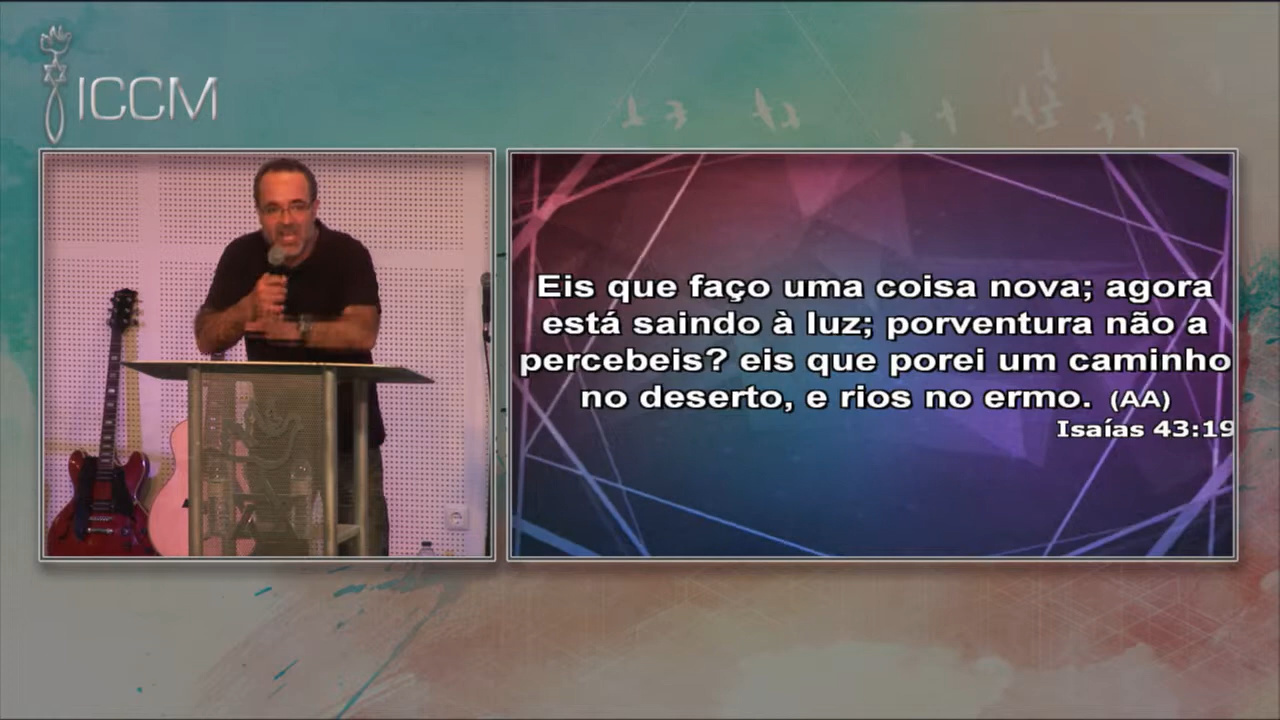 ICCM
Eis que faço uma coisa nova; agora
está saindo à luz; porventura não a
percebeis? eis que porei um caminho
no deserto, e rios no ermo. (AA)
Isaías 43:19